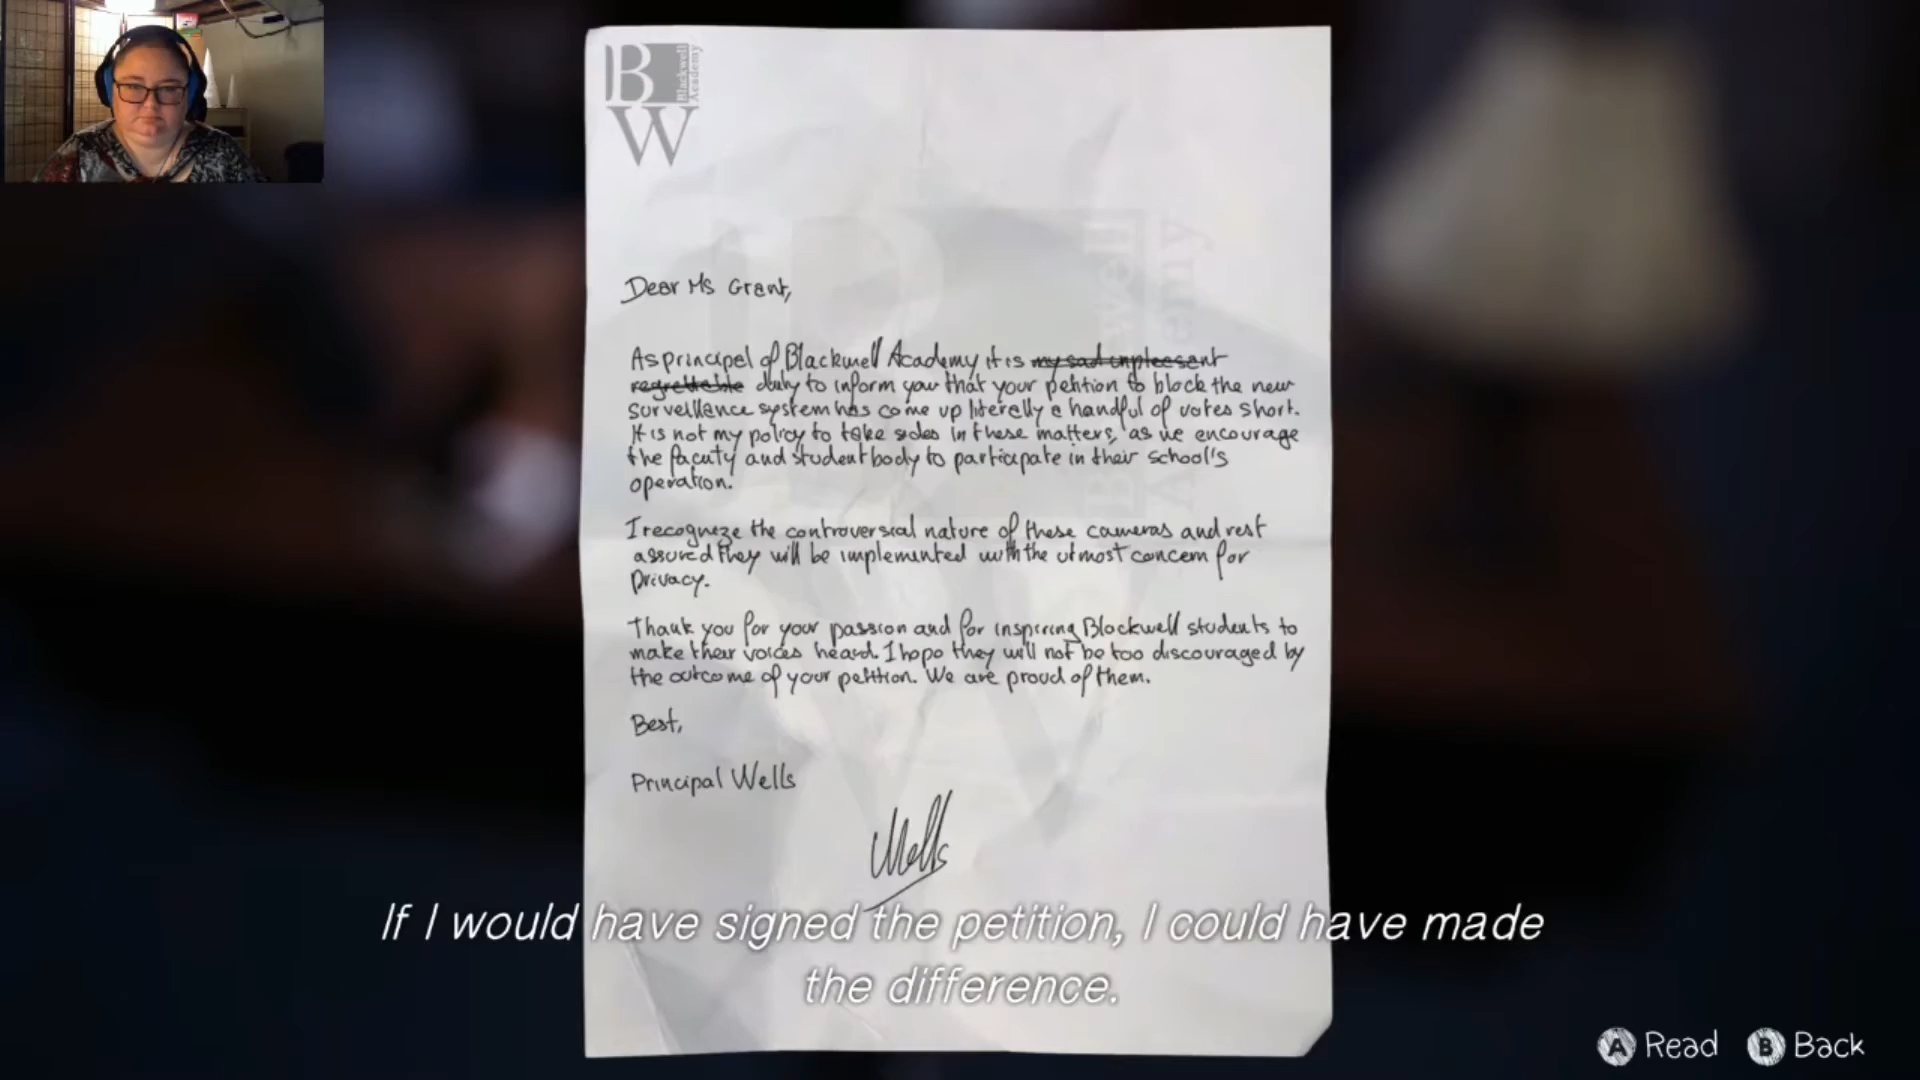 B
Blackwell
Academy
W
Dear Ms Grant,
As principel of Blackwell Academy it is my sad unpleesant
regrettable duty to inform you that your petition to block the new
surveillance system has come up literelly a handful of votes short.
It is not my policy to take sides in these matters, as we encourage
the facuty and student body to participate in their school's
operation.
I recogneze the controversial nature of these cameras and rest
assured they will be implemented with the utmost concern for
Privacy.
Thank you for your passion and for inspiring Blackwell students to
make their voices heard. I hope they will not be too discouraged by
the outcome of your petition. We are proud of them.
Best,
Principal Wells
Wells
If I would have signed the petition, I could have made
the difference.
A Read B Back